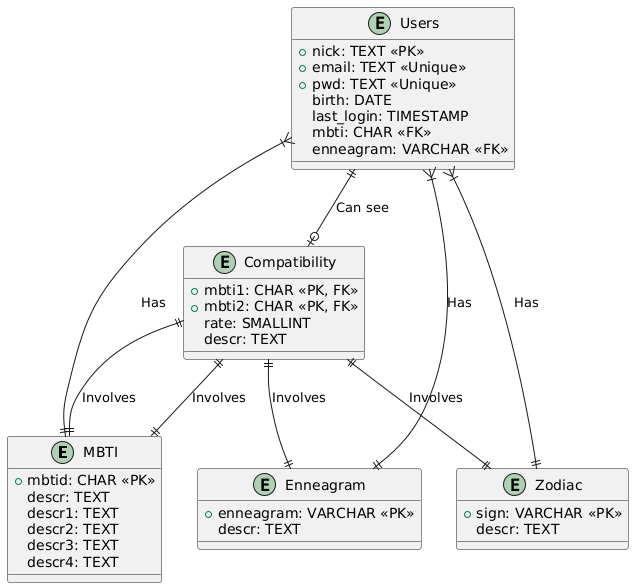 E Users
nick: TEXT «PK»
email: TEXT «Unique»
pwd: TEXT «Unique»
birth: DATE
last_login: TIMESTAMP
mbti: CHAR «FK»
enneagram: VARCHAR «FK»
Can see
E Compatibility
mbti1: CHAR «PK, FK»
mbti2: CHAR «PK, FK»
rate: SMALLINT
descr: TEXT
Has
Has
Has
Involves
Involves
Involves
Involves
E MBTI
mbtid: CHAR «PK»
descr: TEXT
descr1: TEXT
descr2: TEXT
descr3: TEXT
descr4: TEXT
E Enneagram
enneagram: VARCHAR «PK»
descr: TEXT
E Zodiac
sign: VARCHAR «PK»
descr: TEXT